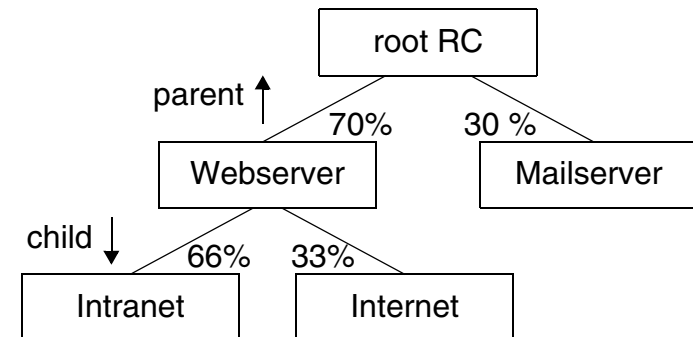 root RC
parent
70%
30 %
Webserver
Mailserver
child
66%
33%
Intranet
Internet